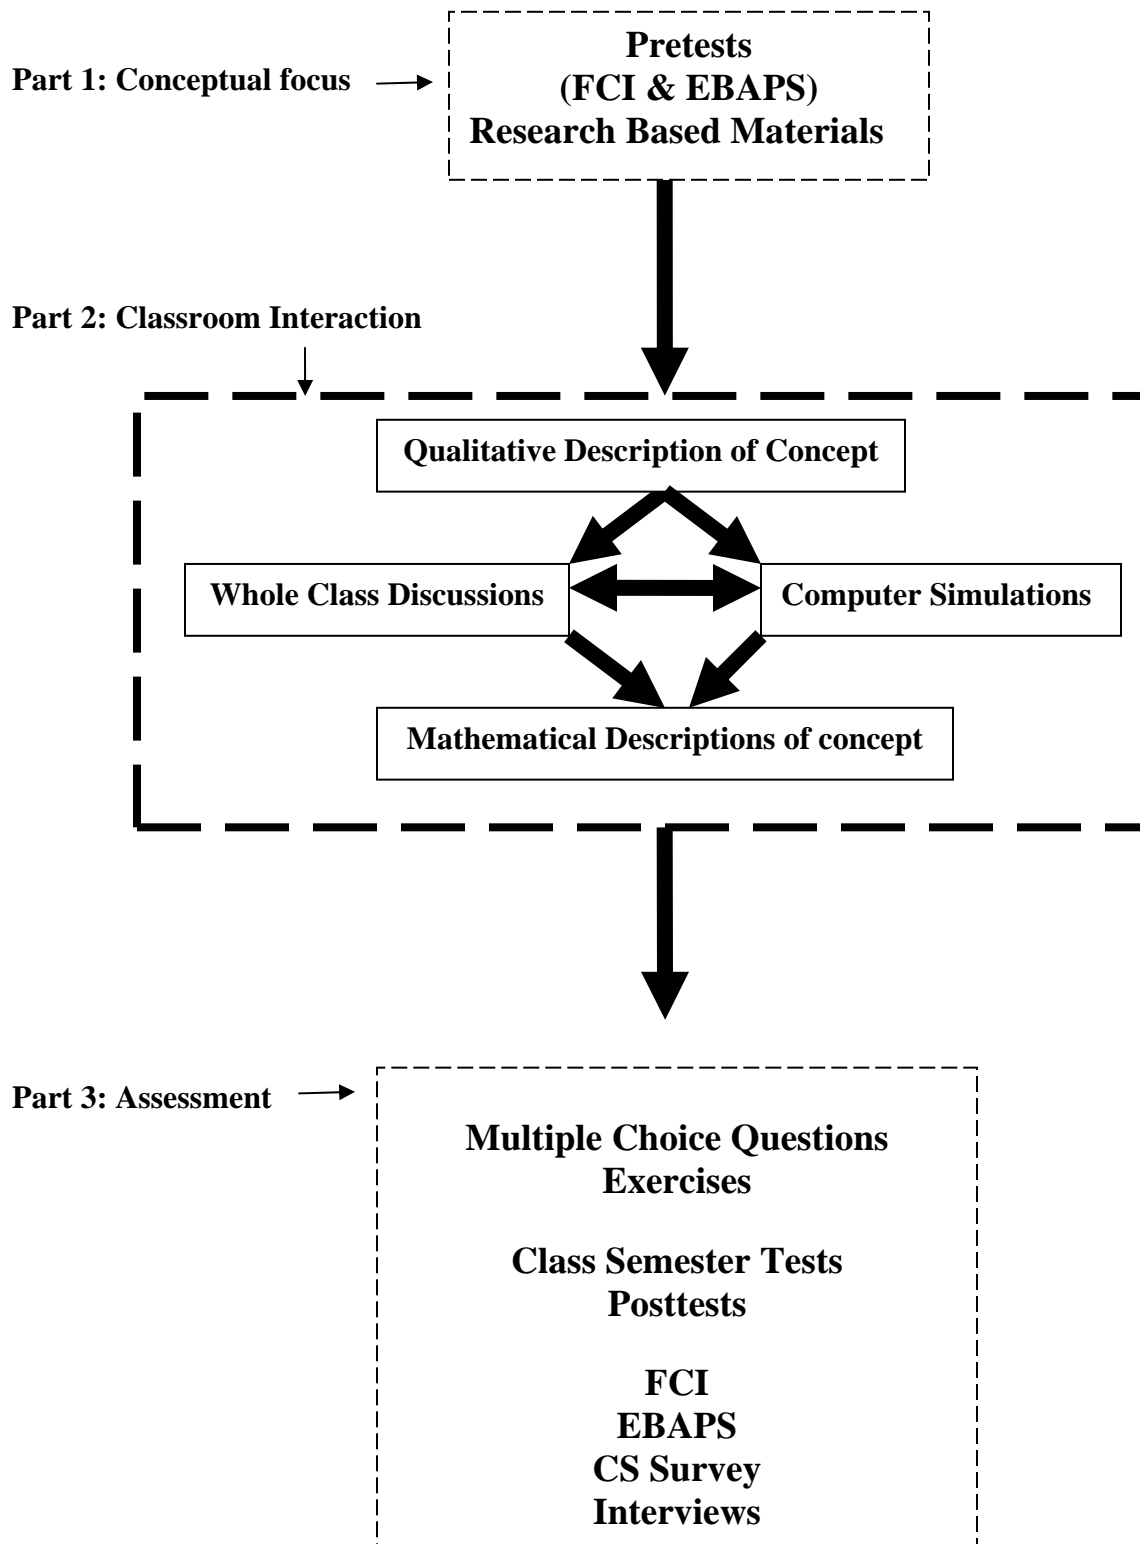 Part 1: Conceptual focus
Pretests
(FCI & EBAPS)
Research Based Materials
Part 2: Classroom Interaction
Qualitative Description of Concept
Whole Class Discussions
Computer Simulations
Mathematical Descriptions of concept
Part 3: Assessment
Multiple Choice Questions
Exercises
Class Semester Tests
Posttests
FCI
EBAPS
CS Survey
Interviews